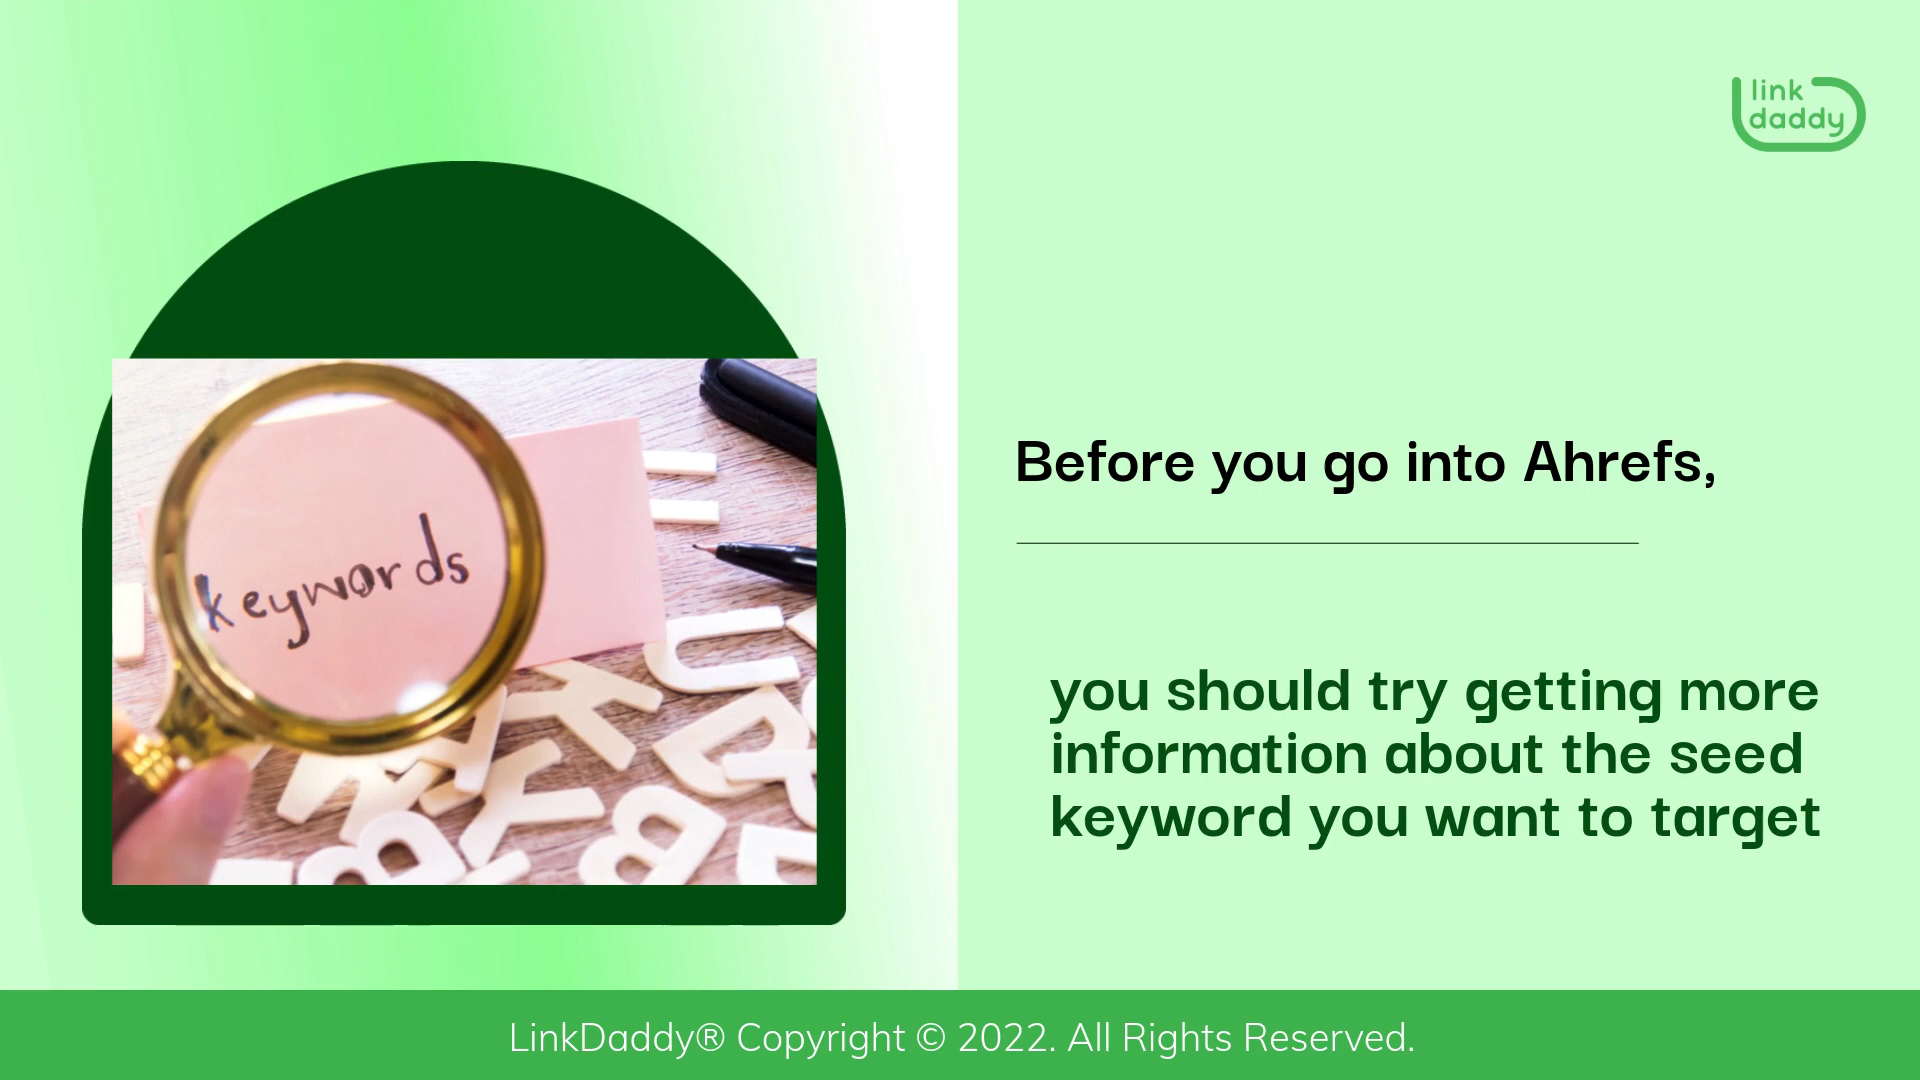 link
daddy
keywords
Before you go into Ahrefs,
you should try getting more
information about the seed
keyword you want to target
LinkDaddy® Copyright © 2022. All Rights Reserved.